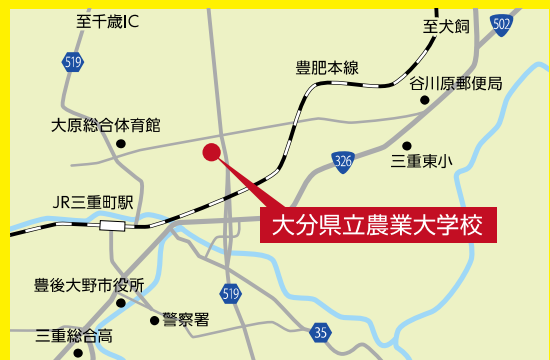 至千歳IC
至犬飼
502
519
豊肥本線
谷川原郵便局
大原総合体育館
326
三重東小
JR三重町駅
大分県立農業大学校
豊後大野市役所
519
警察署
35
三重総合高